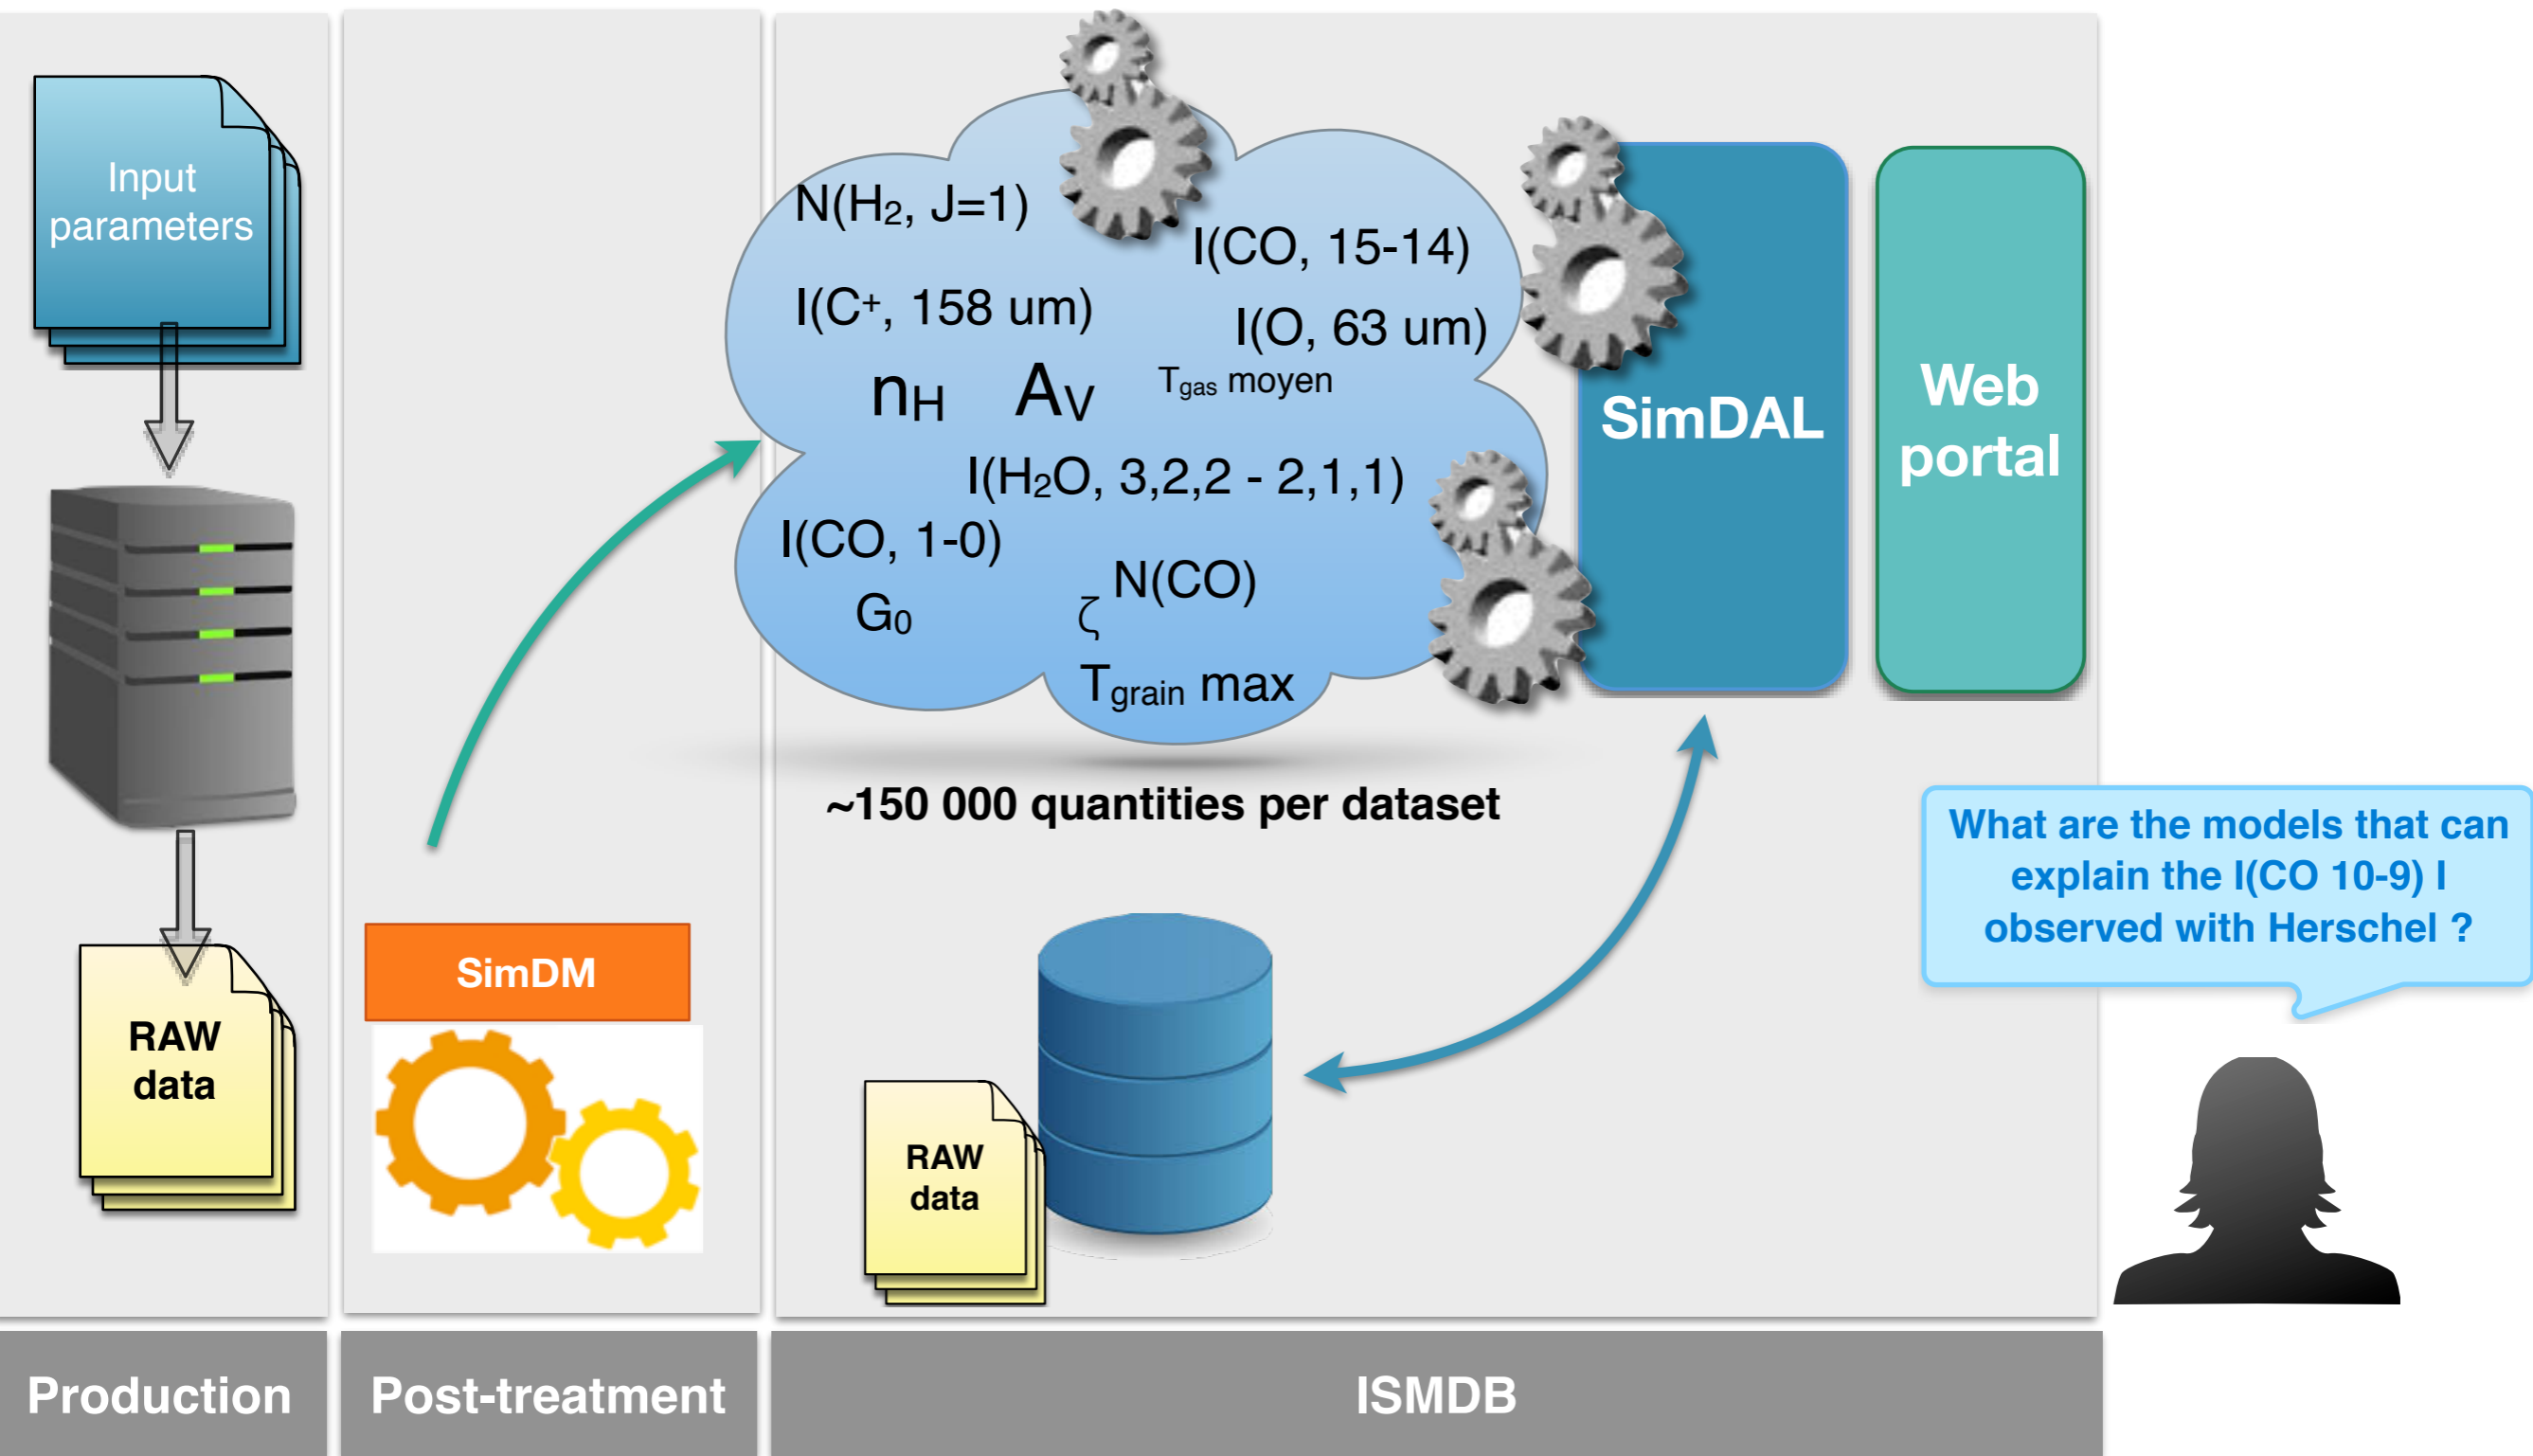 Input
parameters
RAW
data
SimDM
N(H₂, J=1)
I(CO, 15-14)
I(C⁺, 158 um)
I(O, 63 um)
nH AV Tgas moyen
I(H₂O, 3,2,2 - 2,1,1)
I(CO, 1-0)
N(CO)
G₀ ζ
Tgrain max
~150 000 quantities per dataset
SimDAL
Web
portal
RAW
data
What are the models that can
explain the I(CO 10-9) I
observed with Herschel ?
Production
Post-treatment
ISMDB